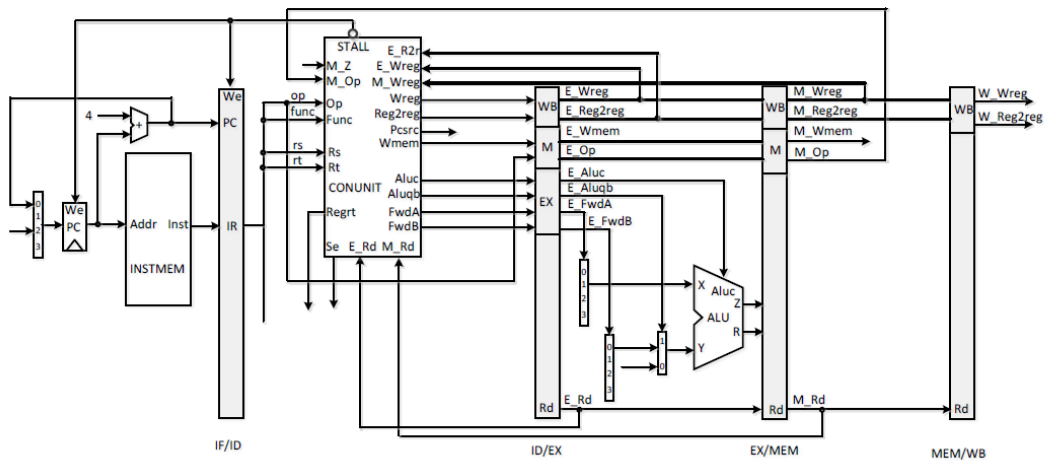 STALL
M_Z
M_Op
Op
Func
Rs
Rt
CONUNIT
Regrt
Se
E_Rd
M_Rd
E_R2r
E_Wreg
M_Wreg
Wreg
Reg2reg
Pcsrc
Wmem
Aluc
Aluqb
FwdA
FwdB
op
func
rs
rt
4
+
We
PC
IR
0
1
2
3
We
PC
Addr
Inst
INSTMEM
WB
M
EX
Rd
E_Wreg
E_Reg2reg
E_Wmem
E_Op
E_Aluc
E_Aluqb
E_FwdA
E_FwdB
0
1
2
3
0
1
2
3
1
0
X
Aluc
Z
ALU
R
Y
E_Rd
WB
M
Rd
M_Wreg
M_Reg2reg
M_Wmem
M_Op
M_Rd
WB
Rd
W_Wreg
W_Reg2reg
IF/ID
ID/EX
EX/MEM
MEM/WB